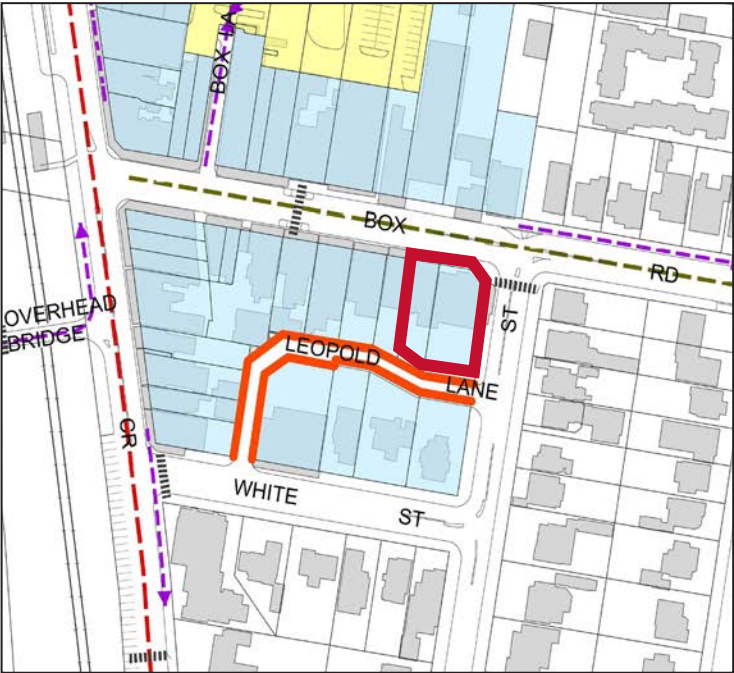 BOX LA
BOX
RD
ST
OVERHEAD
BRIDGE
LEOPOLD
LANE
CR
WHITE
ST